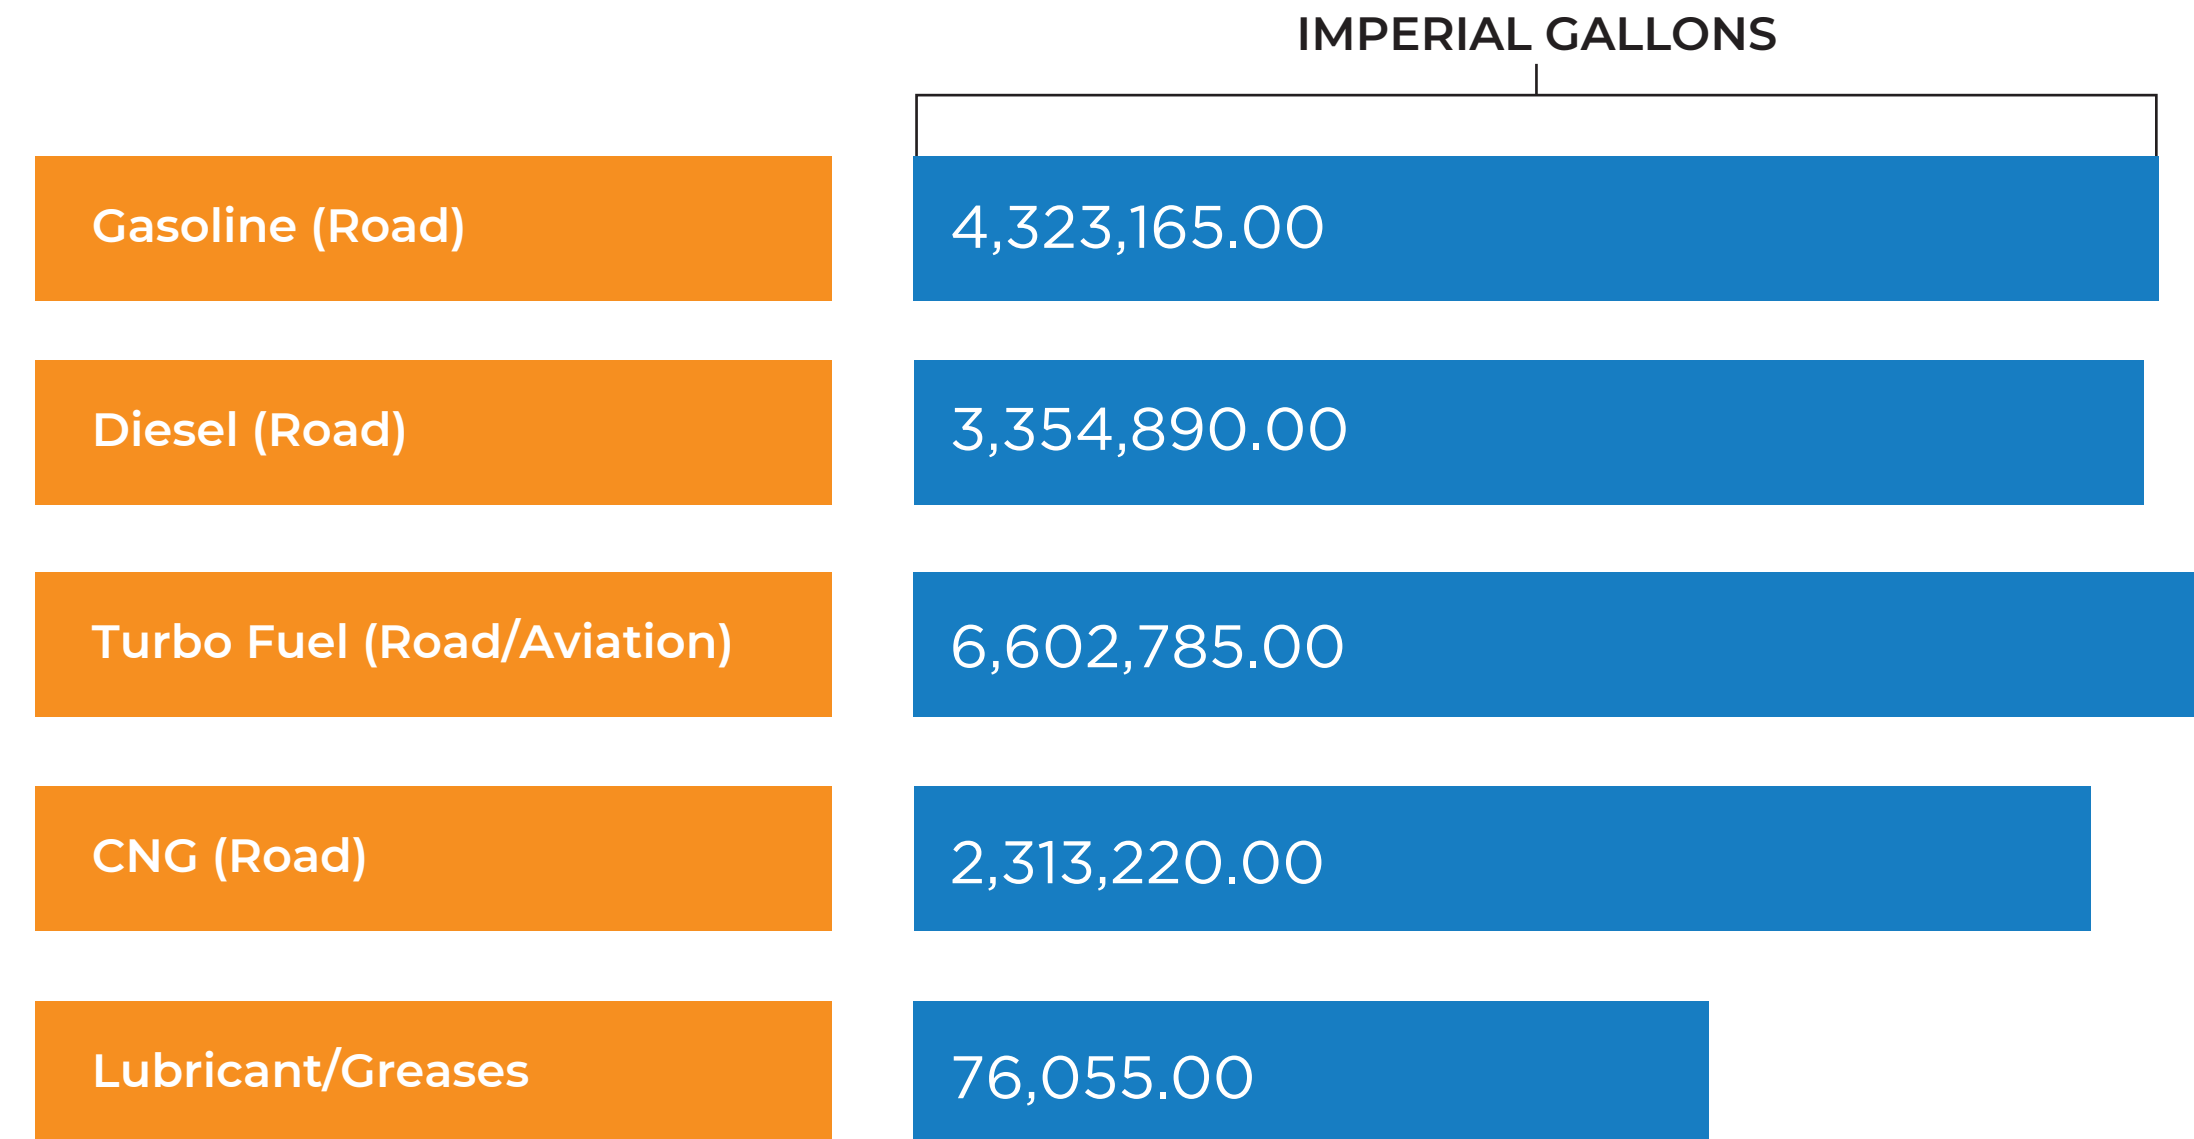 IMPERIAL GALLONS
Gasoline (Road) 4,323,165.00
Diesel (Road) 3,354,890.00
Turbo Fuel (Road/Aviation) 6,602,785.00
CNG (Road) 2,313,220.00
Lubricant/Greases 76,055.00